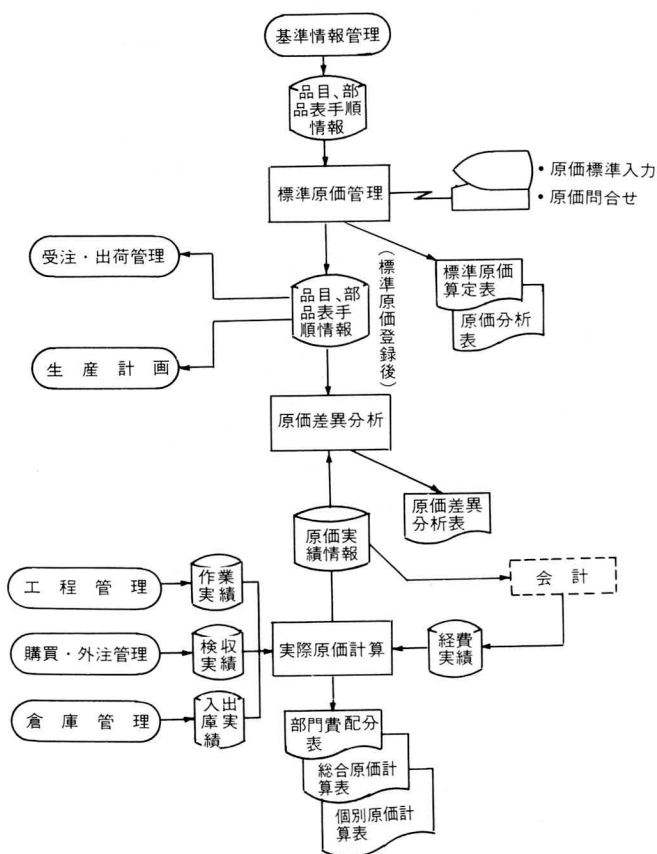 基準情報管理
品目、部
品表手順
情報
標準原価管理
・原価標準入力
・原価問合せ
受注・出荷管理
標準原価
算定表
原価分析
表
品目、部
品表手
順情報
(標準原価登録後)
生産計画
原価差異分析
原価差異
分析表
原価実
績情報
会計
工程管理
作業
実績
購買・外注管理
検収
実績
実際原価計算
経費
実績
倉庫管理
入出
庫実
績
部門費配分
表
総合原価計
算表
個別原価計
算表